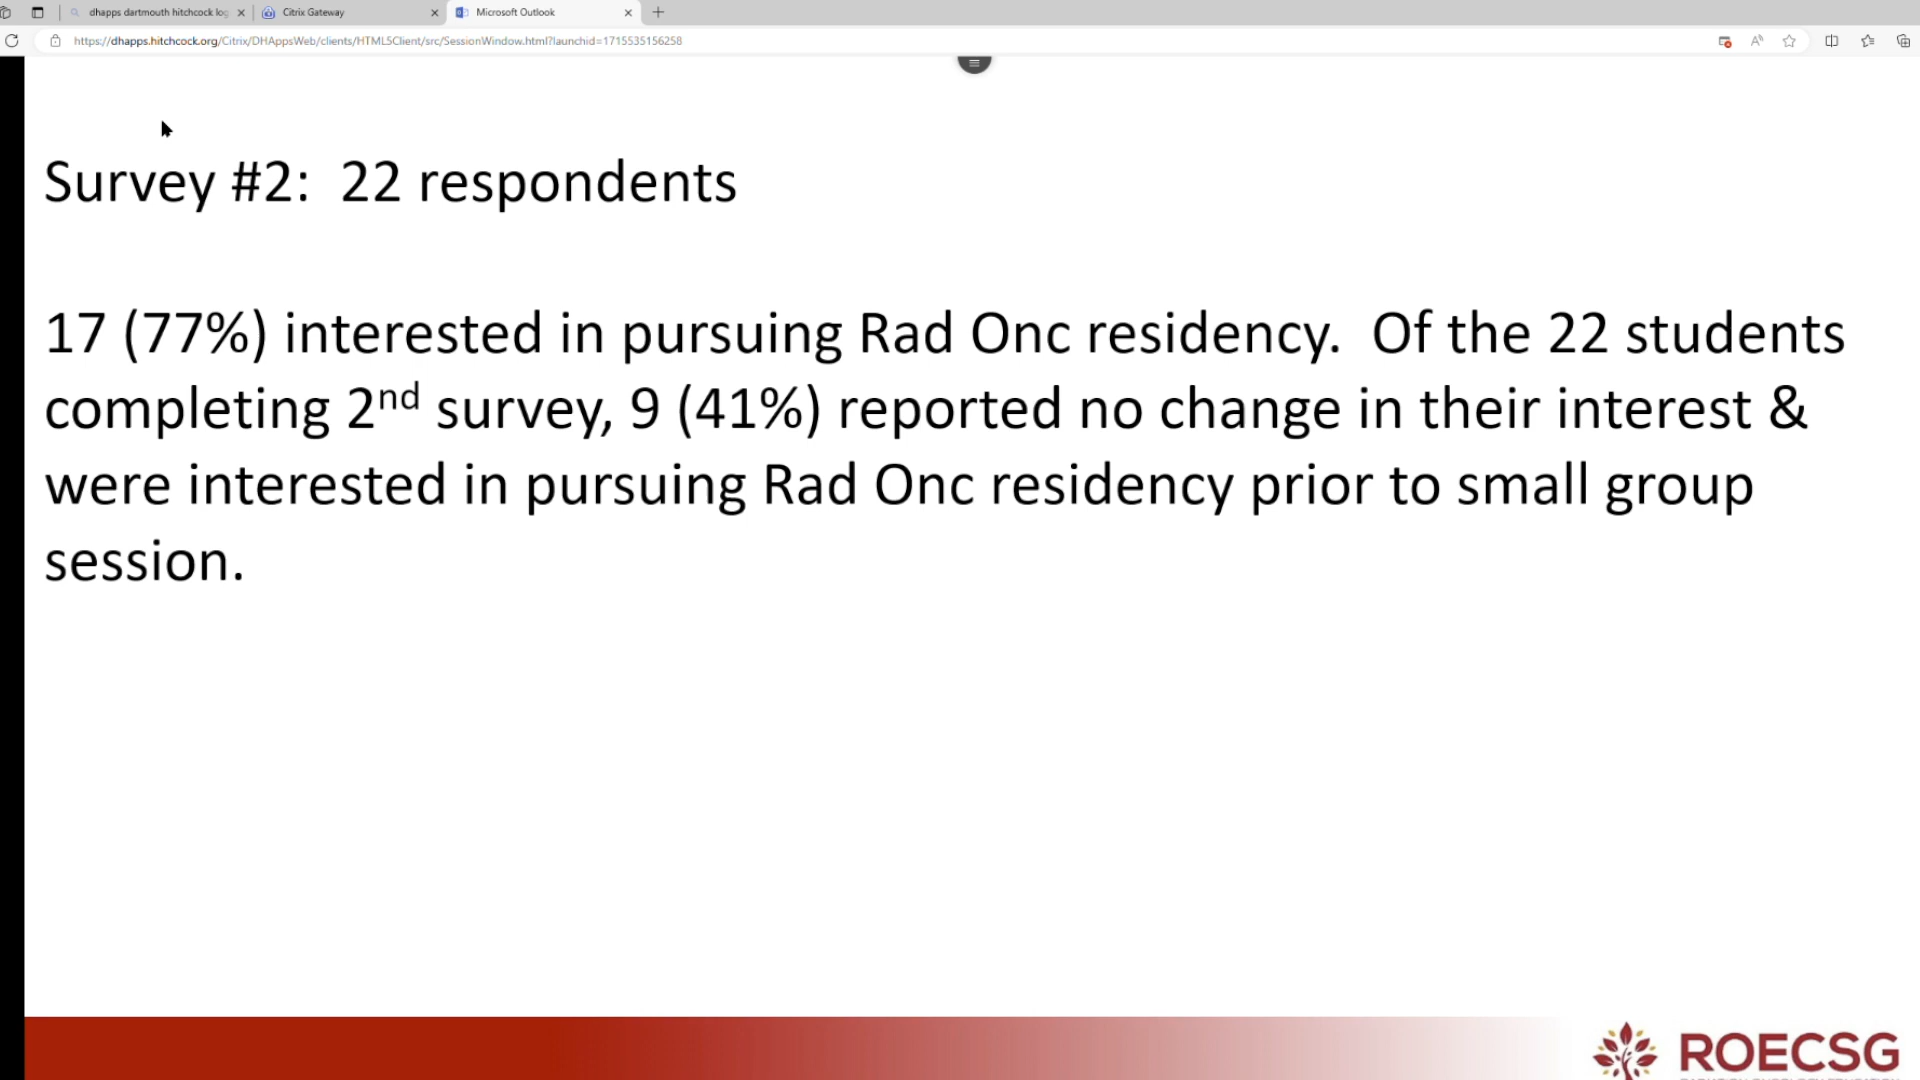 dhapps dartmouth hitchcock log
Citrix Gateway
Microsoft Outlook
https://dhapps.hitchcock.org/Citrix/DHAppsWeb/clients/HTML5Client/src/SessionWindow.html?launchid=1715535156258
Survey #2:  22 respondents
17 (77%) interested in pursuing Rad Onc residency.  Of the 22 students
completing 2nd survey, 9 (41%) reported no change in their interest &
were interested in pursuing Rad Onc residency prior to small group
session.
ROECSG